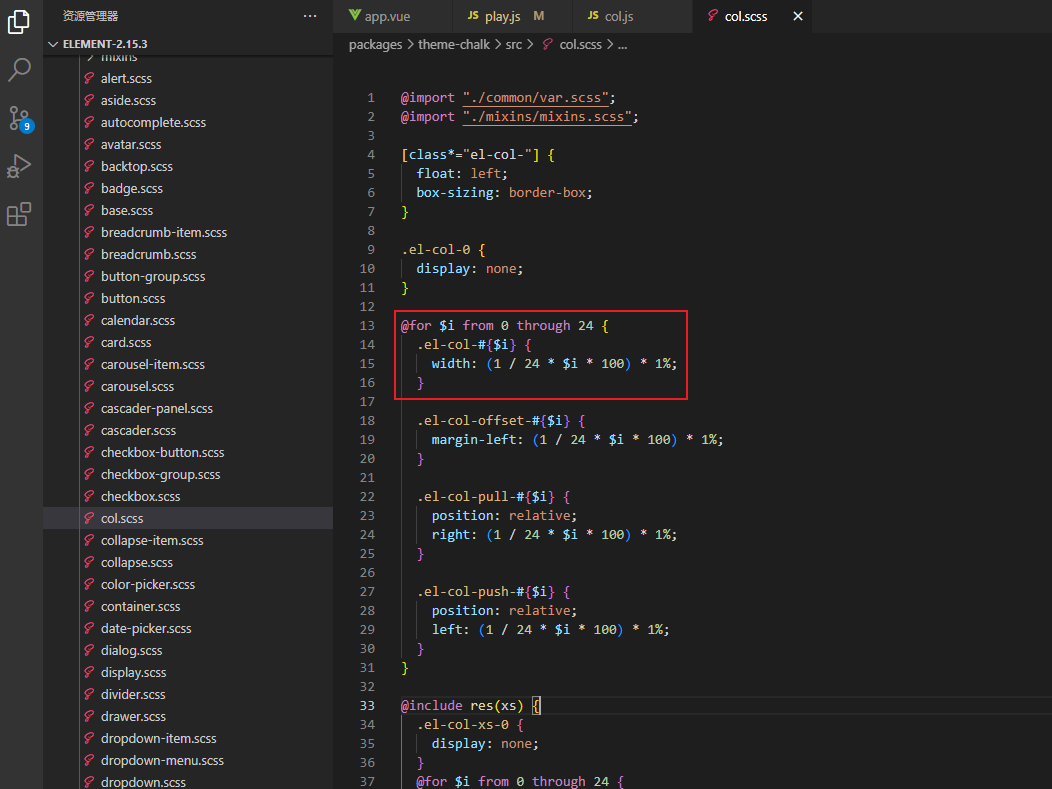 资源管理器
ELEMENT-2.15.3
mixins
alert.scss
aside.scss
autocomplete.scss
avatar.scss
backtop.scss
badge.scss
base.scss
breadcrumb-item.scss
breadcrumb.scss
button-group.scss
button.scss
calendar.scss
card.scss
carousel-item.scss
carousel.scss
cascader-panel.scss
cascader.scss
checkbox-button.scss
checkbox-group.scss
checkbox.scss
col.scss
collapse-item.scss
collapse.scss
color-picker.scss
container.scss
date-picker.scss
dialog.scss
display.scss
divider.scss
drawer.scss
dropdown-item.scss
dropdown-menu.scss
dropdown.scss
9
app.vue JS play.js M JS col.js col.scss
packages > theme-chalk > src > col.scss > ...
1 @import "./common/var.scss";
2 @import "./mixins/mixins.scss";
3
4 [class*="el-col-"] {
5 float: left;
6 box-sizing: border-box;
7 }
8
9 .el-col-0 {
10 display: none;
11 }
12
13 @for $i from 0 through 24 {
14 .el-col-#{$i} {
15 width: (1 / 24 * $i * 100) * 1%;
16 }
17
18 .el-col-offset-#{$i} {
19 margin-left: (1 / 24 * $i * 100) * 1%;
20 }
21
22 .el-col-pull-#{$i} {
23 position: relative;
24 right: (1 / 24 * $i * 100) * 1%;
25 }
26
27 .el-col-push-#{$i} {
28 position: relative;
29 left: (1 / 24 * $i * 100) * 1%;
30 }
31 }
32
33 @include res(xs) {
34 .el-col-xs-0 {
35 display: none;
36 }
37 @for $i from 0 through 24 {